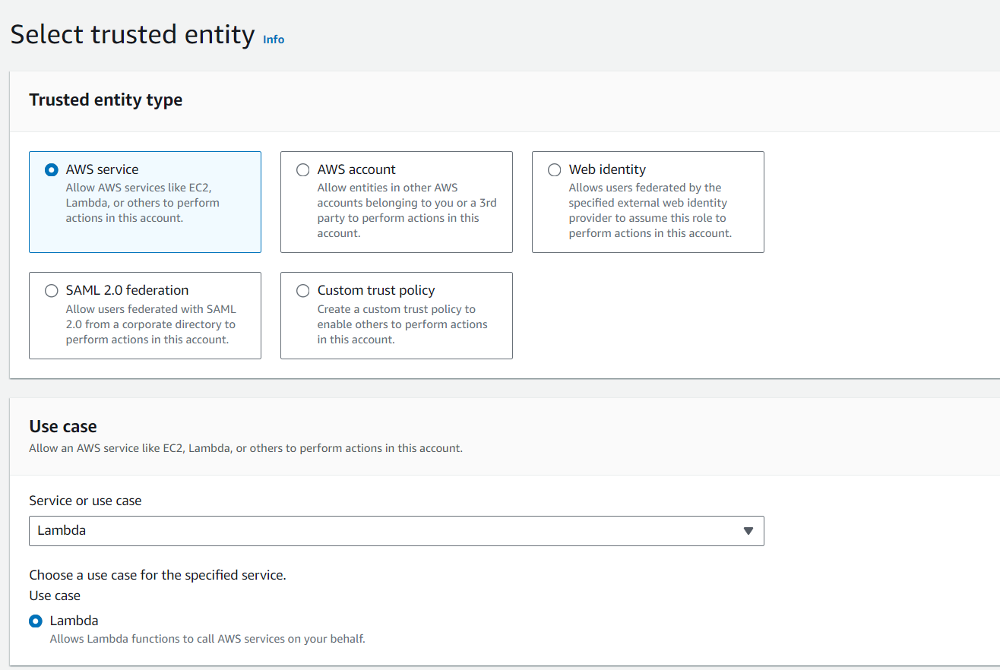 Select trusted entity Info
Trusted entity type
AWS service
Allow AWS services like EC2,
Lambda, or others to perform
actions in this account.
AWS account
Allow entities in other AWS
accounts belonging to you or a 3rd
party to perform actions in this
account.
Web identity
Allows users federated by the
specified external web identity
provider to assume this role to
perform actions in this account.
SAML 2.0 federation
Allow users federated with SAML
2.0 from a corporate directory to
perform actions in this account.
Custom trust policy
Create a custom trust policy to
enable others to perform actions
in this account.
Use case
Allow an AWS service like EC2, Lambda, or others to perform actions in this account.
Service or use case
Lambda
Choose a use case for the specified service.
Use case
Lambda
Allows Lambda functions to call AWS services on your behalf.